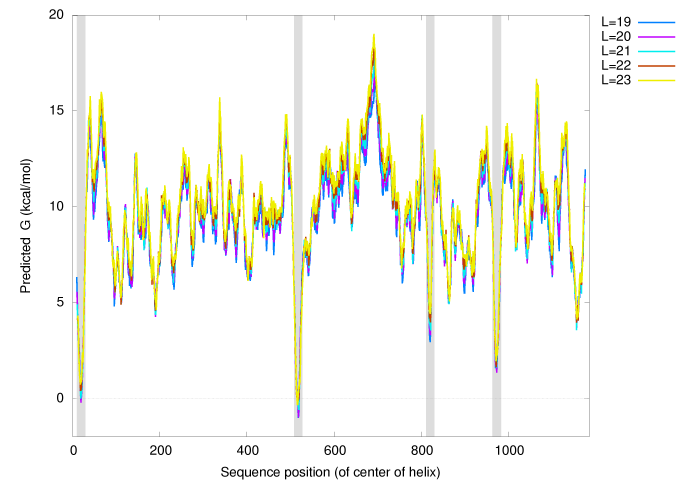 L=19
L=20
L=21
L=22
L=23
20
15
10
5
0
Predicted G (kcal/mol)
0 200 400 600 800 1000
Sequence position (of center of helix)